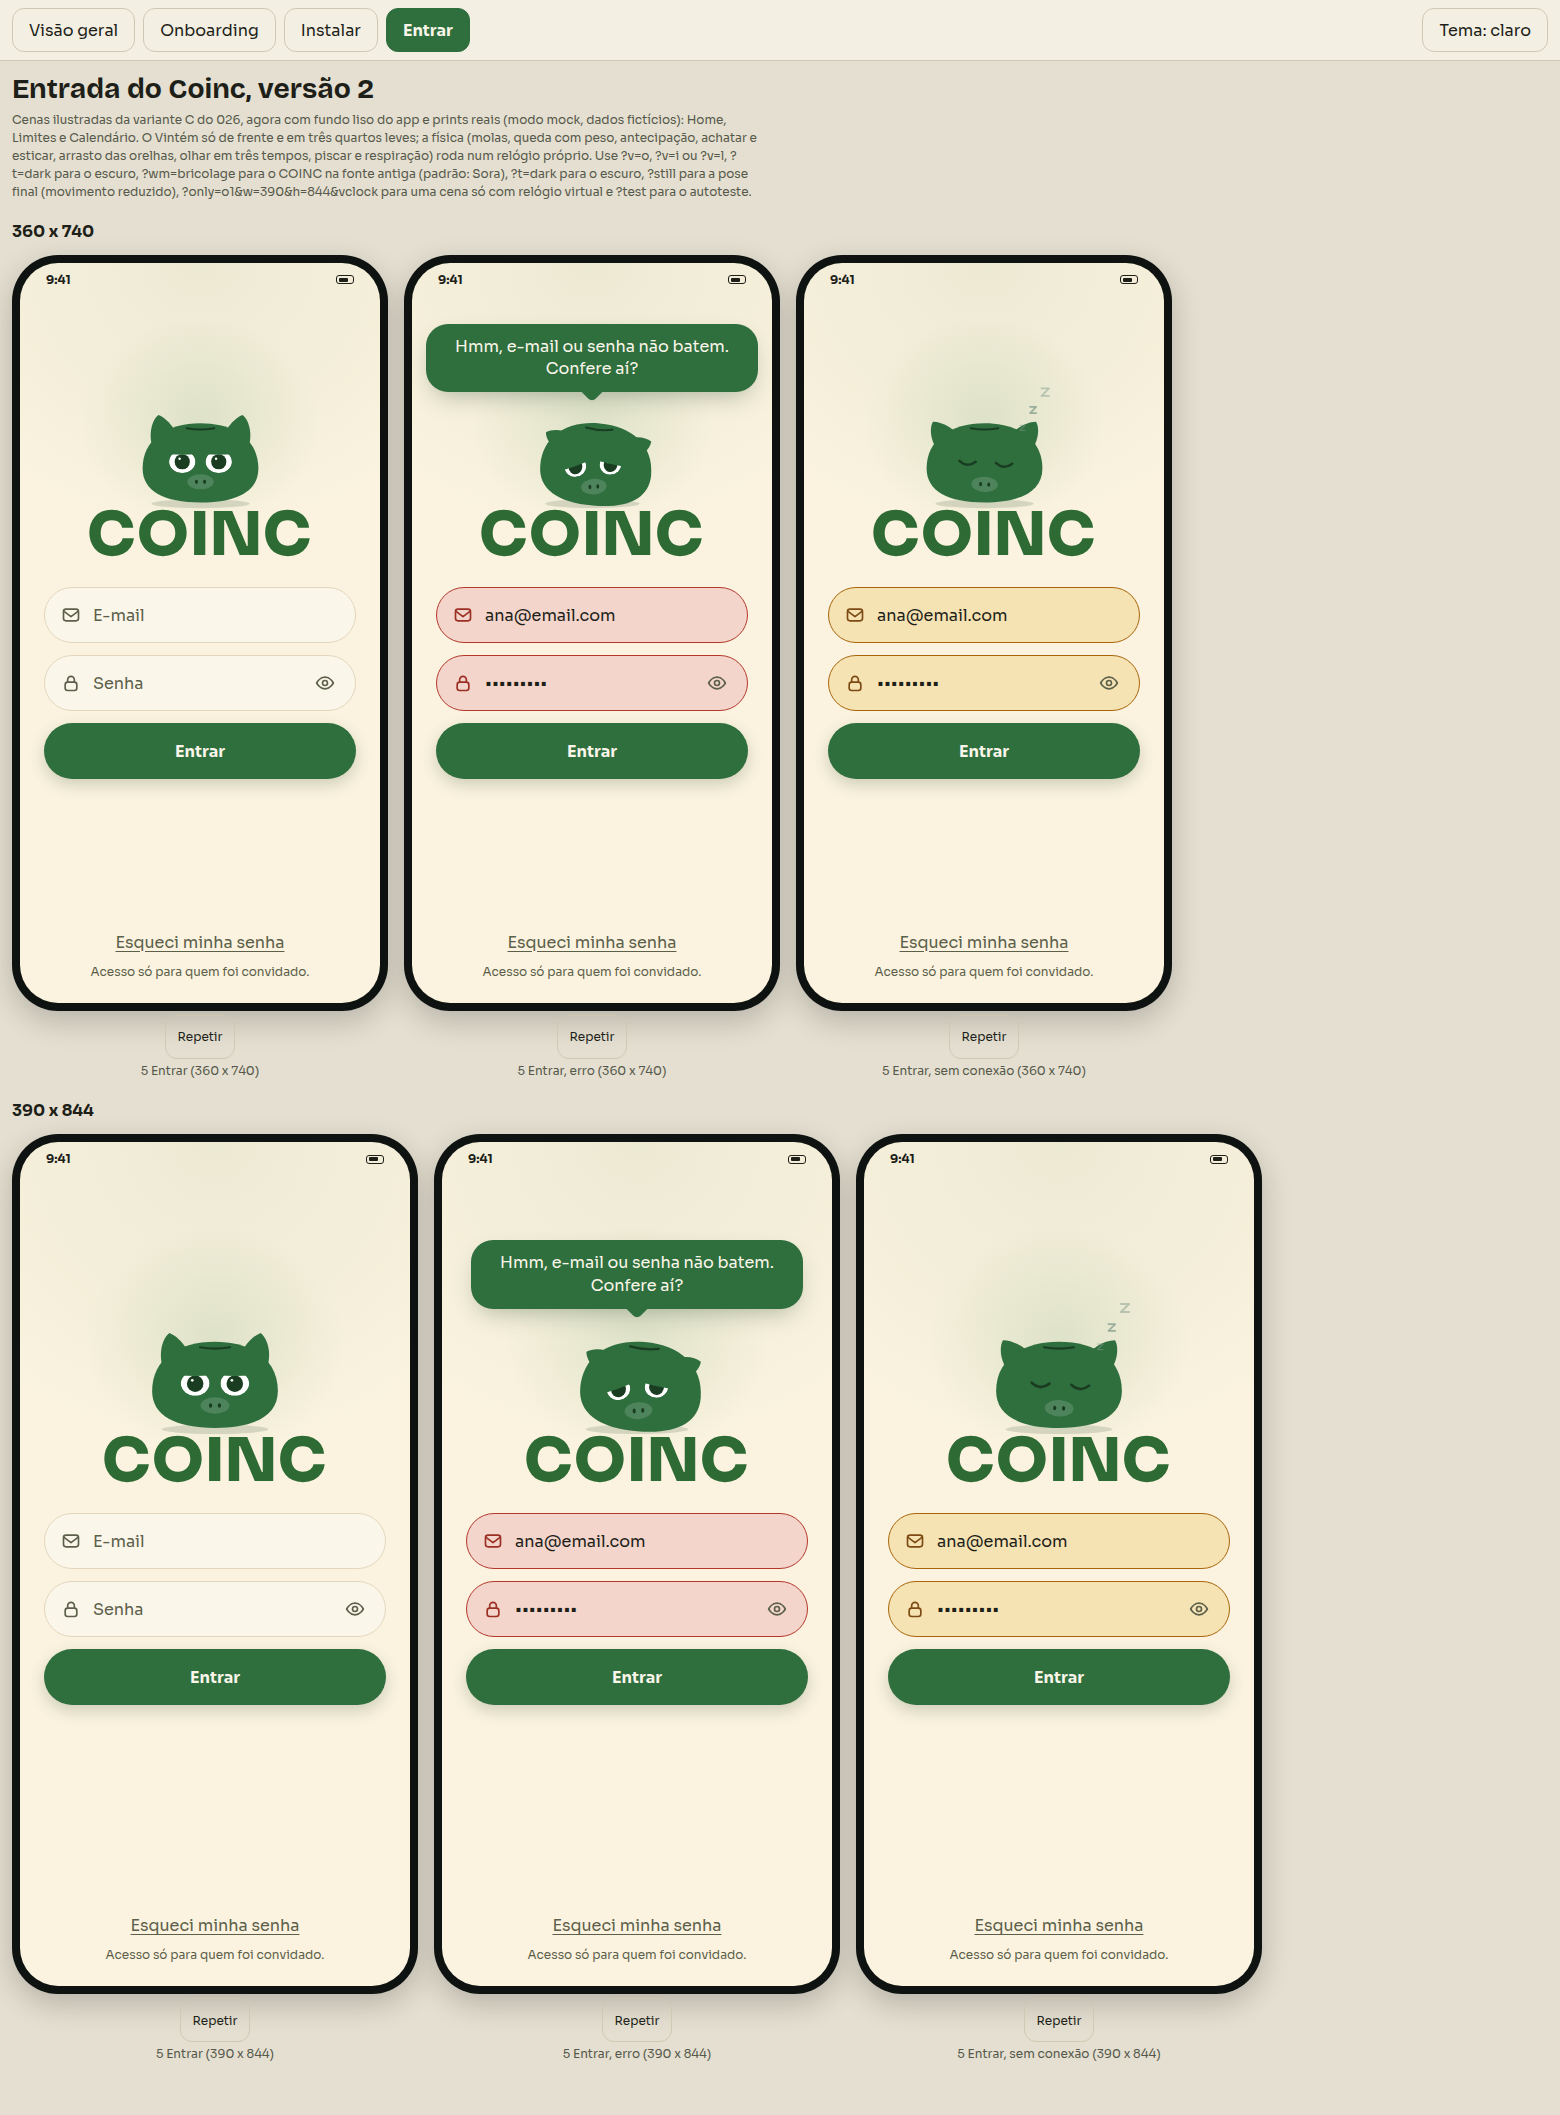 Visão geral
Onboarding
Instalar
Entrar
Tema: claro
Entrada do Coinc, versão 2
Cenas ilustradas da variante C do 026, agora com fundo liso do app e prints reais (modo mock, dados fictícios): Home,
Limites e Calendário. O Vintém só de frente e em três quartos leves; a física (molas, queda com peso, antecipação, achatar e
esticar, arrasto das orelhas, olhar em três tempos, piscar e respiração) roda num relógio próprio. Use ?v=o, ?v=i ou ?v=l, ?
t=dark para o escuro, ?wm=bricolage para o COINC na fonte antiga (padrão: Sora), ?t=dark para o escuro, ?still para a pose
final (movimento reduzido), ?only=o1&w=390&h=844&vclock para uma cena só com relógio virtual e ?test para o autoteste.
360 x 740
9:41
COINC
E-mail
Senha
Entrar
Esqueci minha senha
Acesso só para quem foi convidado.
Repetir
5 Entrar (360 x 740)
9:41
Hmm, e-mail ou senha não batem.
Confere aí?
COINC
ana@email.com
Entrar
Esqueci minha senha
Acesso só para quem foi convidado.
Repetir
5 Entrar, erro (360 x 740)
9:41
z
z
z
COINC
ana@email.com
Entrar
Esqueci minha senha
Acesso só para quem foi convidado.
Repetir
5 Entrar, sem conexão (360 x 740)
390 x 844
9:41
COINC
E-mail
Senha
Entrar
Esqueci minha senha
Acesso só para quem foi convidado.
Repetir
5 Entrar (390 x 844)
9:41
Hmm, e-mail ou senha não batem.
Confere aí?
COINC
ana@email.com
Entrar
Esqueci minha senha
Acesso só para quem foi convidado.
Repetir
5 Entrar, erro (390 x 844)
9:41
z
z
z
COINC
ana@email.com
Entrar
Esqueci minha senha
Acesso só para quem foi convidado.
Repetir
5 Entrar, sem conexão (390 x 844)